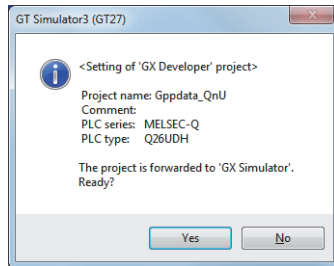 GT Simulator3 (GT27)
<Setting of 'GX Developer' project>
Project name: Gppdata_QnU
Comment:
PLC series: MELSEC-Q
PLC type: Q26UDH
The project is forwarded to 'GX Simulator'.
Ready?
Yes
No